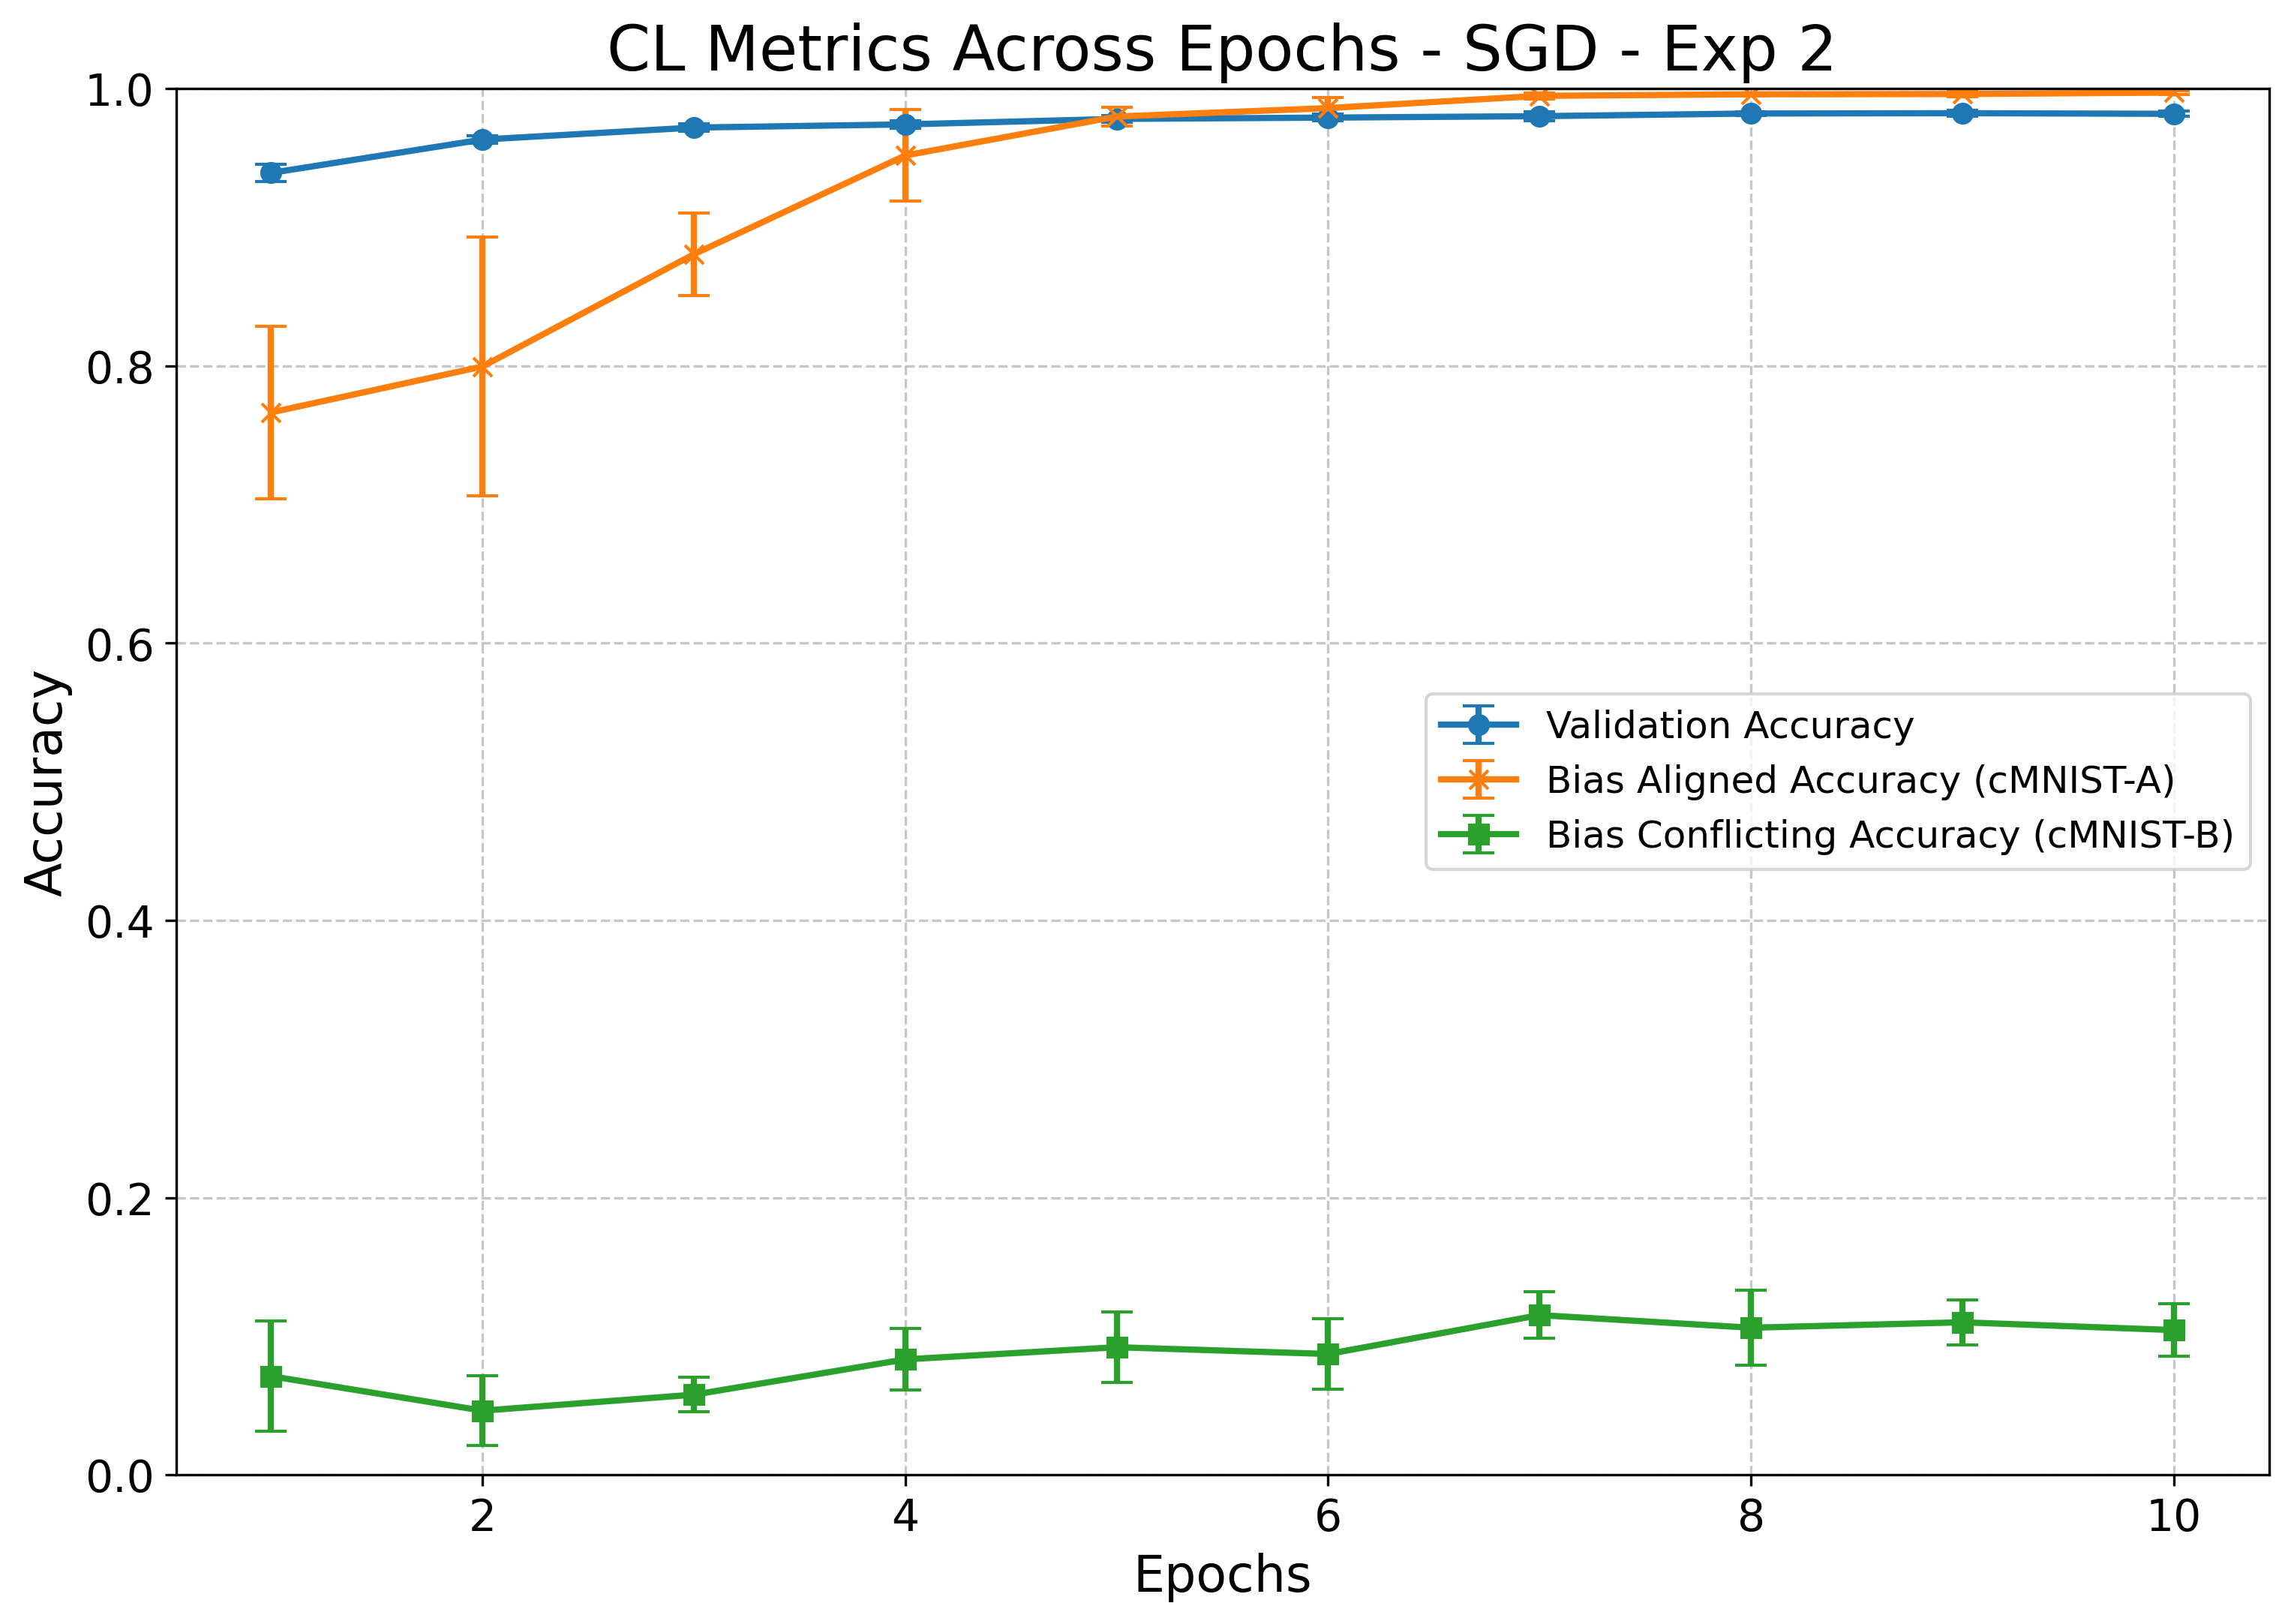 CL Metrics Across Epochs - SGD - Exp 2
1.0
0.8
0.6
0.4
0.2
0.0
Accuracy
Validation Accuracy
Bias Aligned Accuracy (cMNIST-A)
Bias Conflicting Accuracy (cMNIST-B)
2 4 6 8 10
Epochs